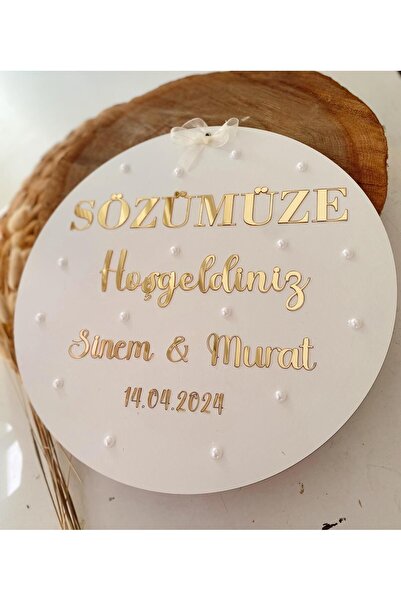 SÖZÜMÜZE
Hoşgeldiniz
Sinem & Murat
14.04.2024